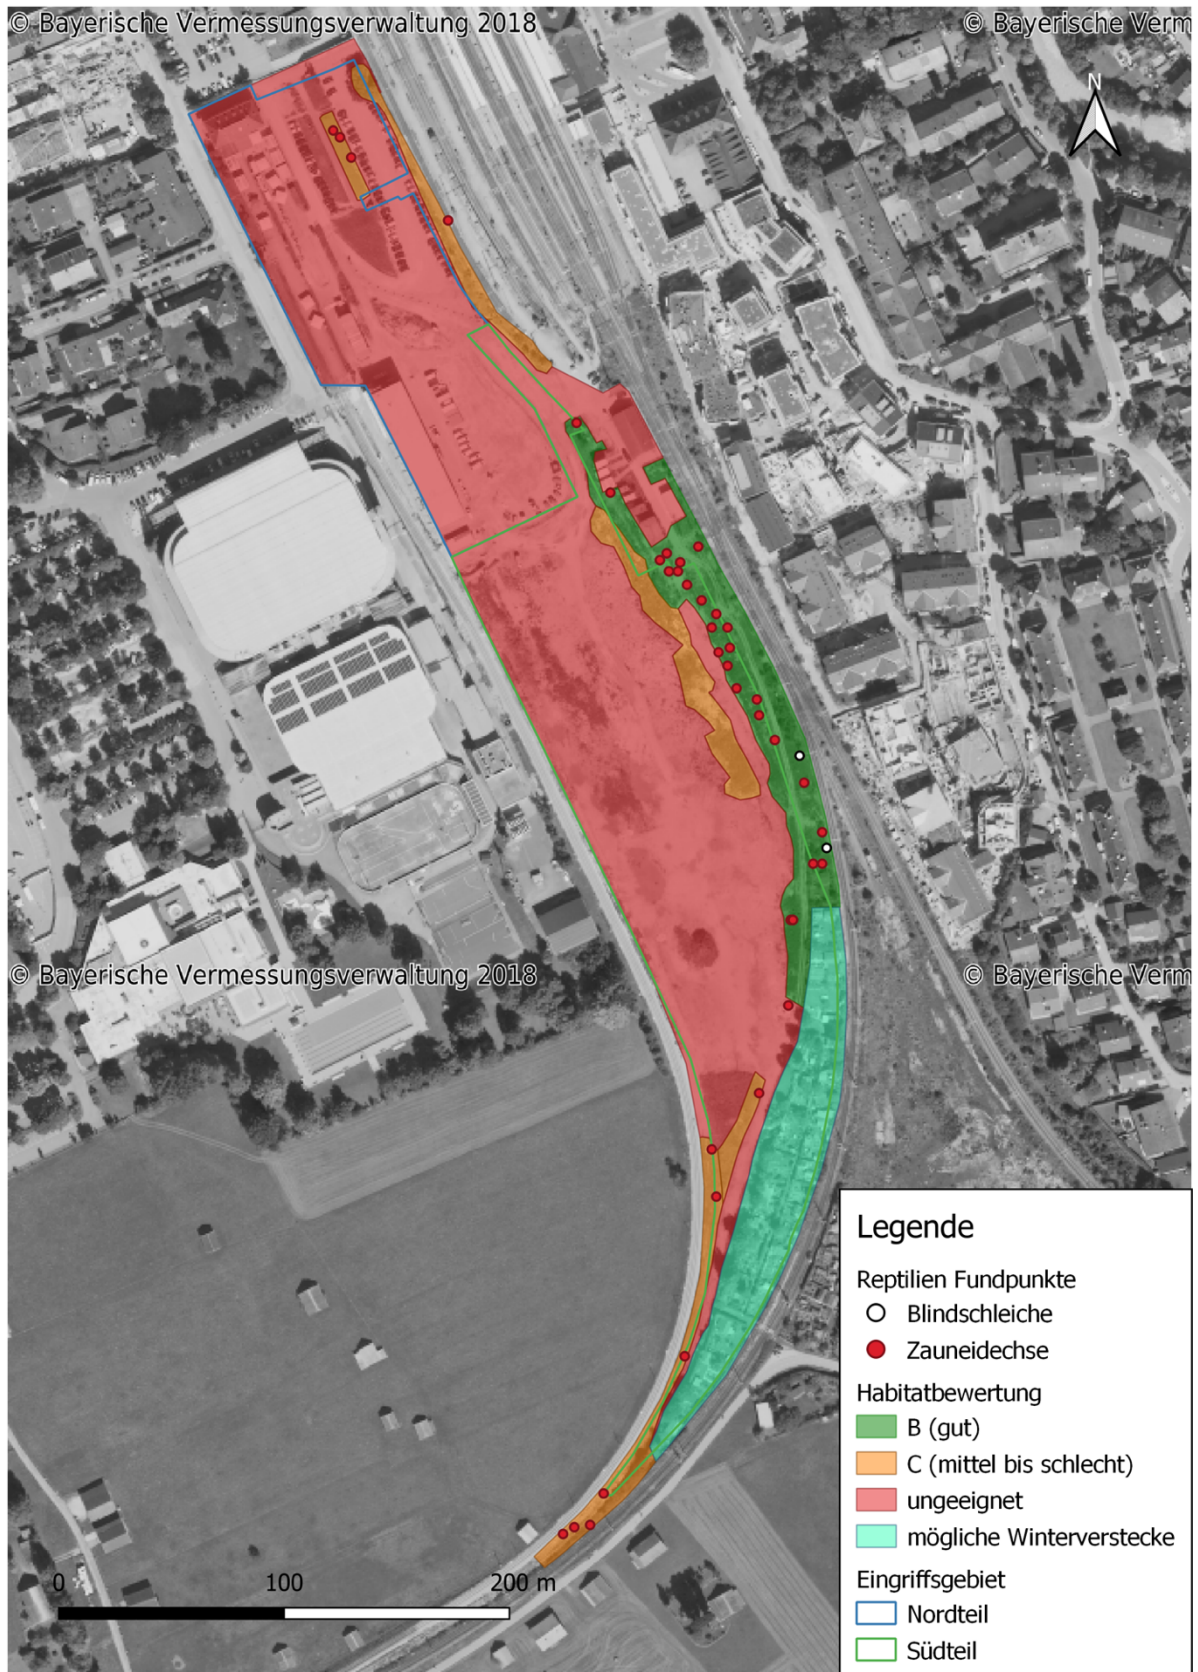 © Bayerische Vermessungsverwaltung 2018
© Bayerische Verm
N
© Bayerische Vermessungsverwaltung 2018
© Bayerische Verm
Legende
Reptilien Fundpunkte
Blindschleiche
Zauneidechse
Habitatbewertung
B (gut)
C (mittel bis schlecht)
ungeeignet
mögliche Winterverstecke
Eingriffsgebiet
Nordteil
Südteil
0 100 200 m